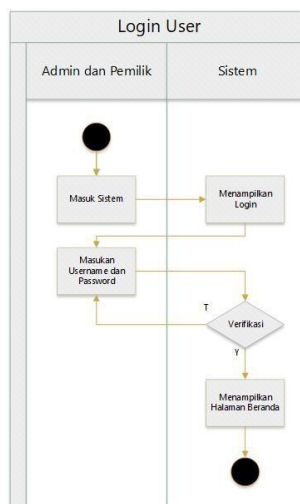 Login User
Admin dan Pemilik
Sistem
Masuk Sistem
Menampilkan
Login
Masukan
Username dan
Password
T
Verifikasi
Y
Menampilkan
Halaman Beranda